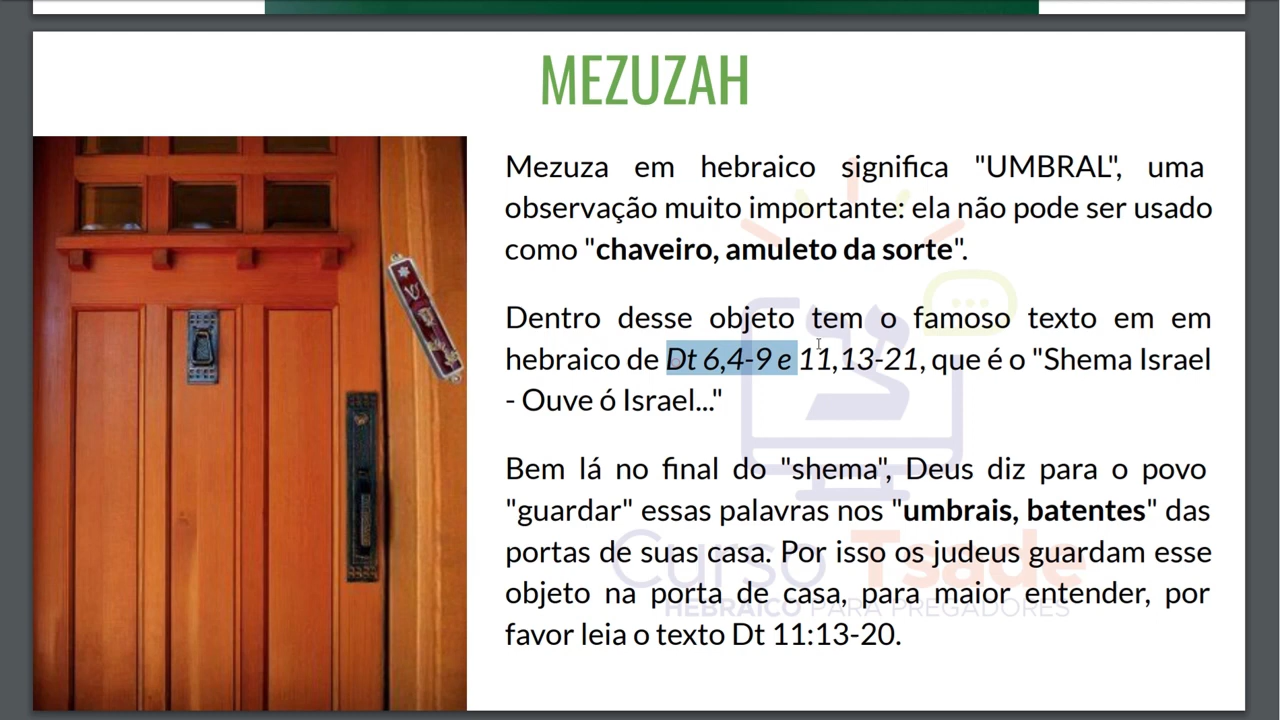 MEZUZAH
Mezuza em hebraico significa "UMBRAL", uma
observação muito importante: ela não pode ser usado
como "chaveiro, amuleto da sorte".
Dentro desse objeto tem o famoso texto em em
hebraico de Dt 6,4-9 e 11,13-21, que é o "Shema Israel
- Ouve ó Israel..."
Bem lá no final do "shema", Deus diz para o povo
"guardar" essas palavras nos "umbrais, batentes" das
portas de suas casa. Por isso os judeus guardam esse
objeto na porta de casa, para maior entender, por
favor leia o texto Dt 11:13-20.
Curso Tsade
HEBRAICO PARA PREGADORES
ש